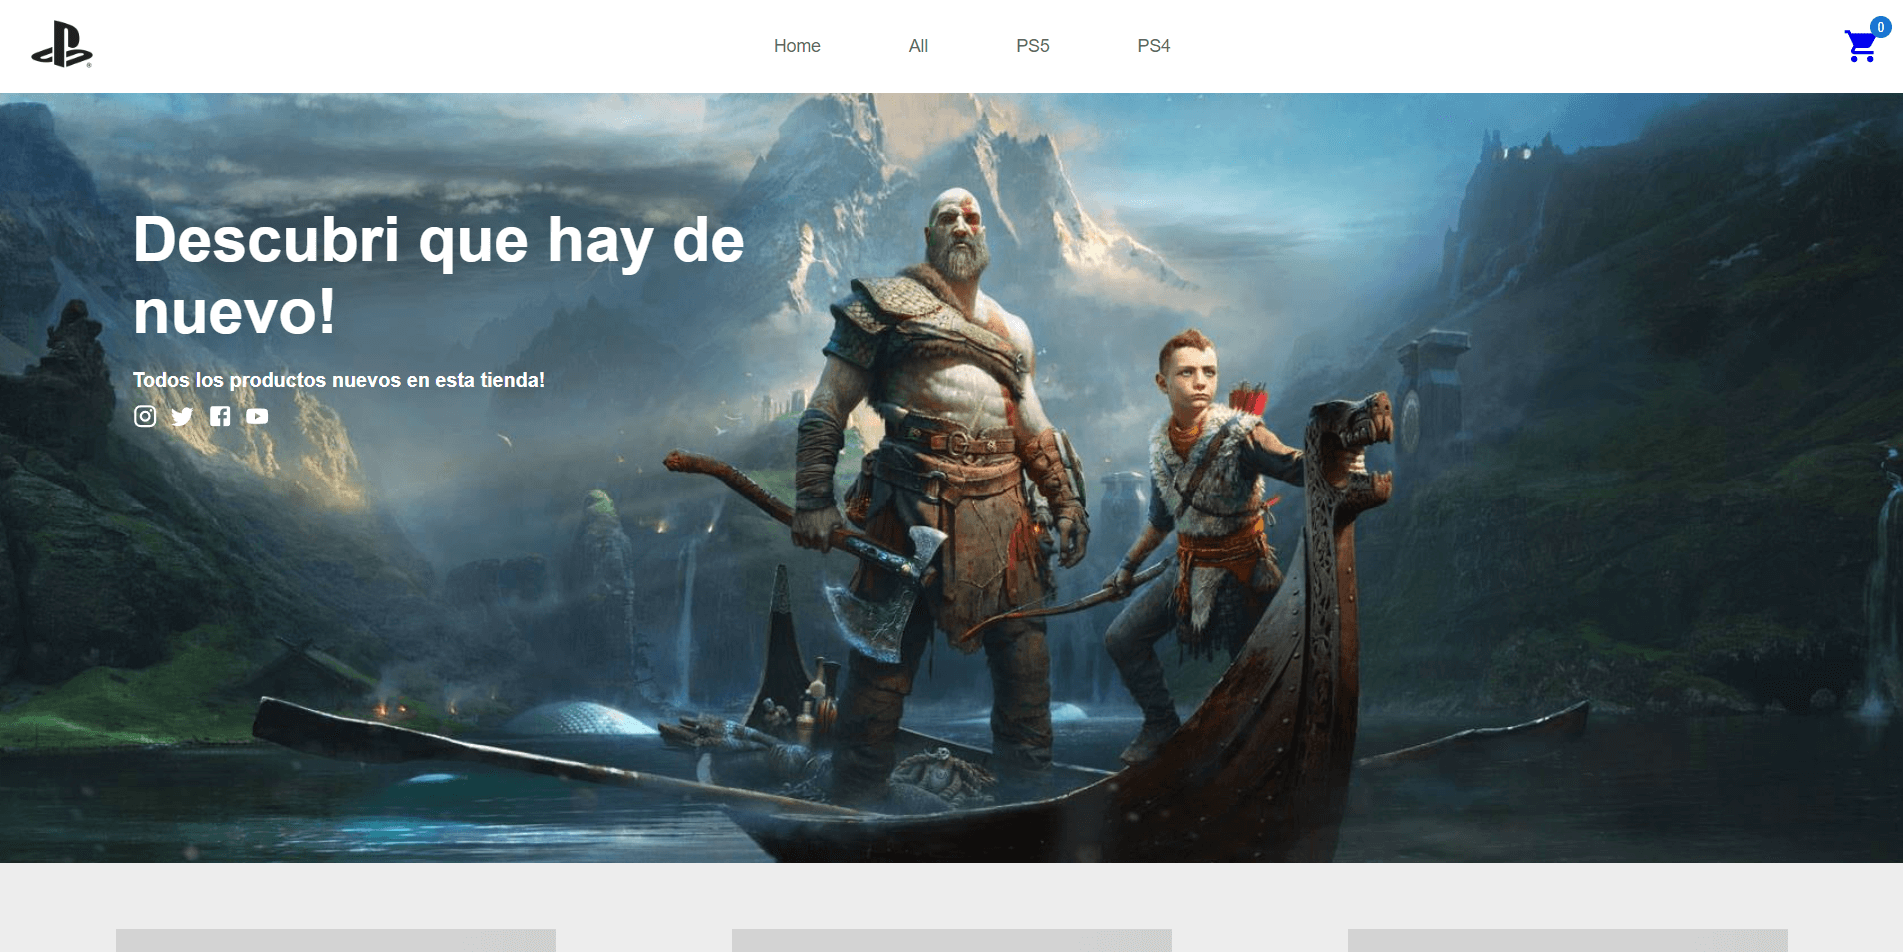 Home All PS5 PS4
0
Descubri que hay de
nuevo!
Todos los productos nuevos en esta tienda!